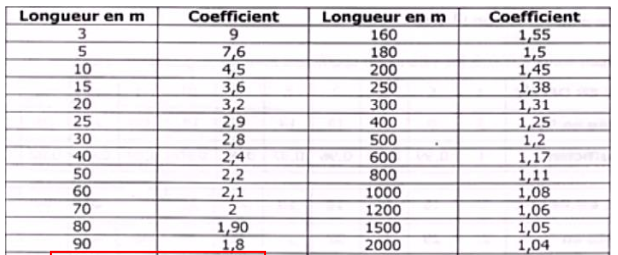 Longueur en m Coefficient Longueur en m Coefficient
3 9 160 1,55
5 7,6 180 1,5
10 4,5 200 1,45
15 3,6 250 1,38
20 3,2 300 1,31
25 2,9 400 1,25
30 2,8 500 1,2
40 2,4 600 1,17
50 2,2 800 1,11
60 2,1 1000 1,08
70 2 1200 1,06
80 1,90 1500 1,05
90 1,8 2000 1,04